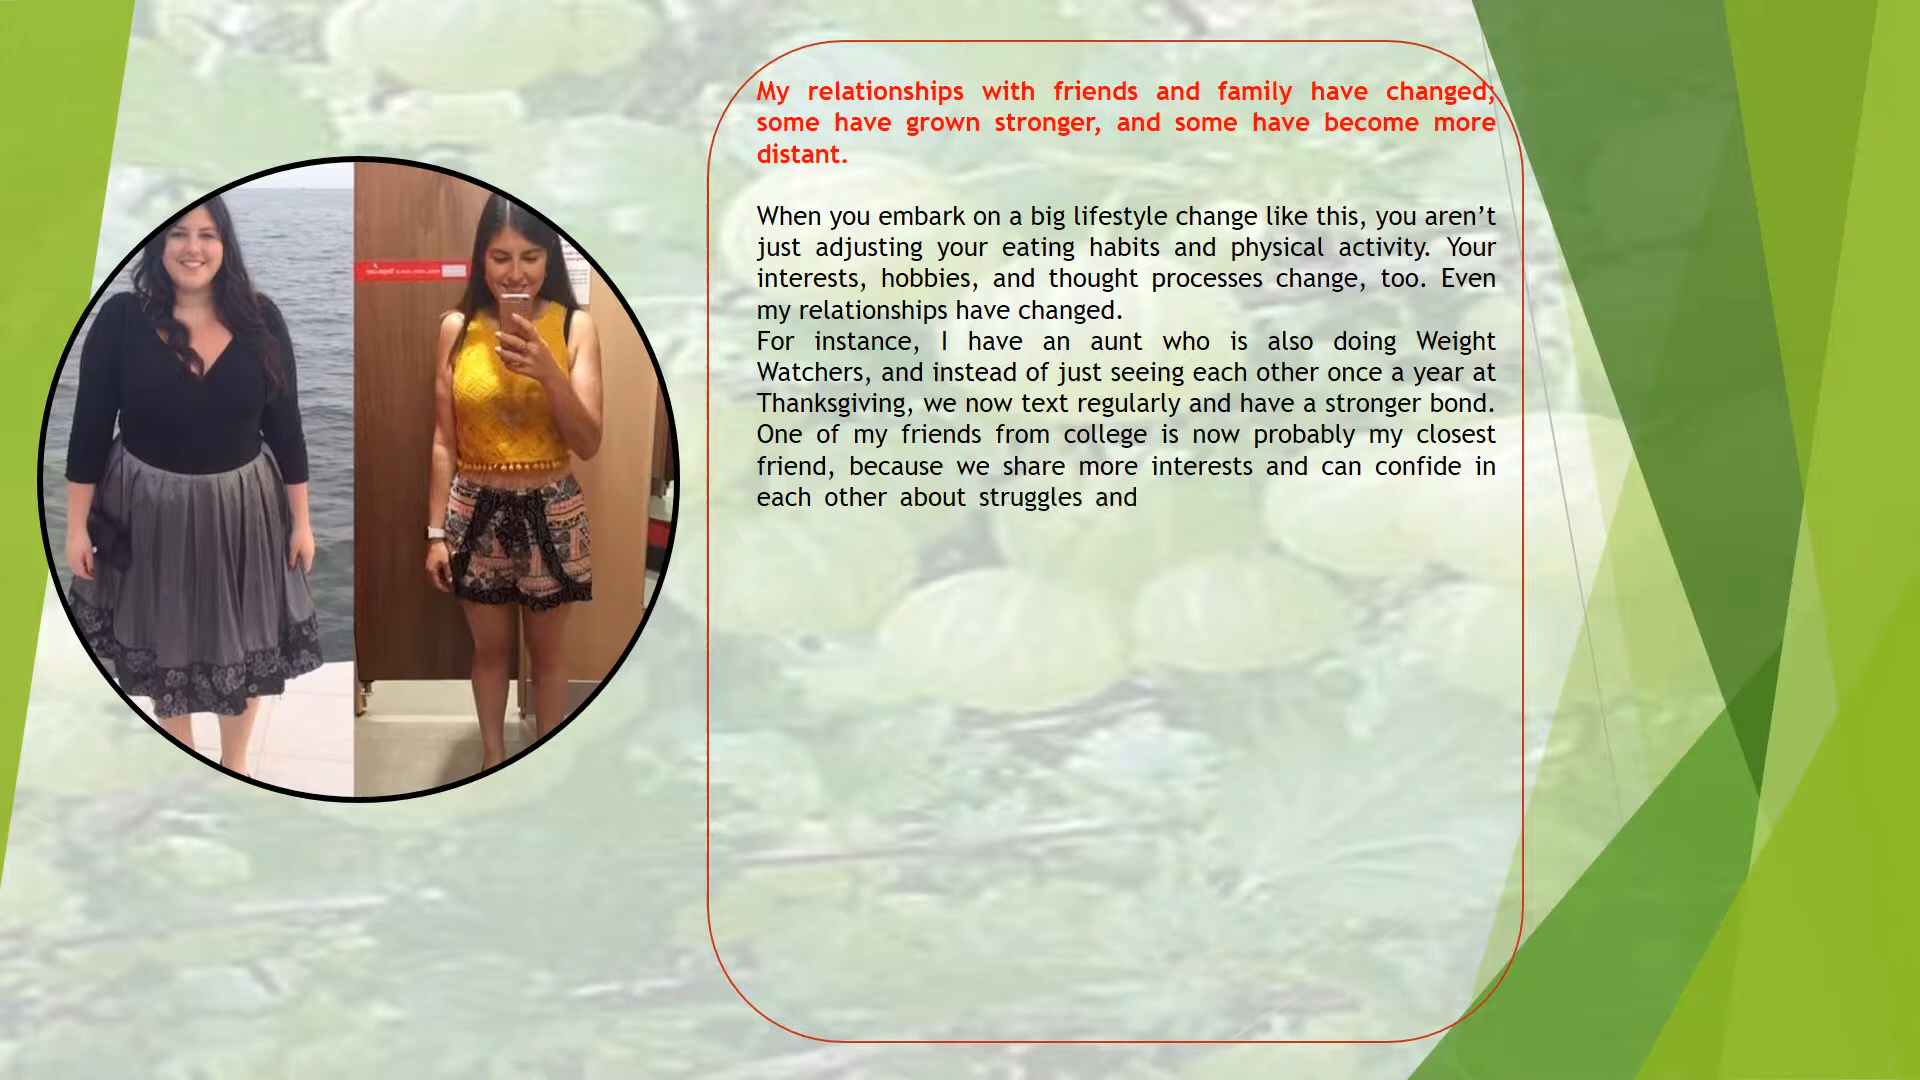 My relationships with friends and family have changed;
some have grown stronger, and some have become more
distant.
When you embark on a big lifestyle change like this, you aren’t
just adjusting your eating habits and physical activity. Your
interests, hobbies, and thought processes change, too. Even
my relationships have changed.
For instance, I have an aunt who is also doing Weight
Watchers, and instead of just seeing each other once a year at
Thanksgiving, we now text regularly and have a stronger bond.
One of my friends from college is now probably my closest
friend, because we share more interests and can confide in
each other about struggles and